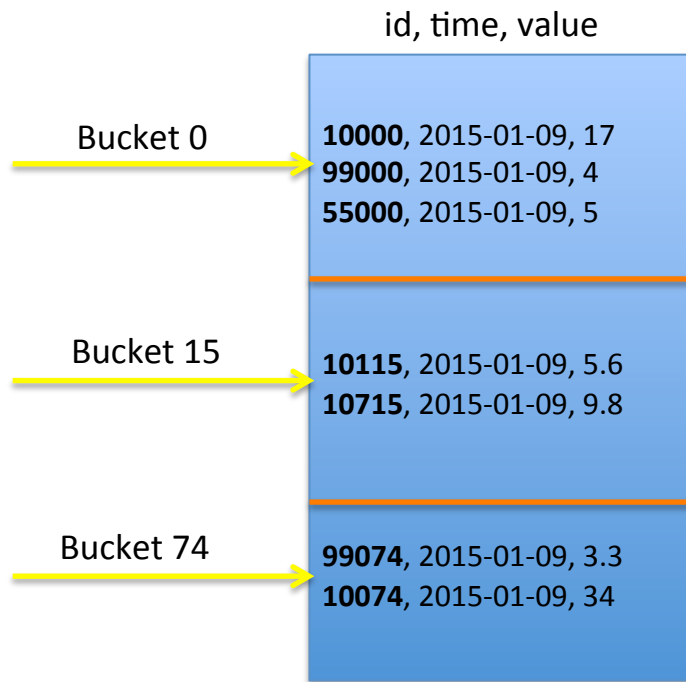 id, time, value
Bucket 0
10000, 2015-01-09, 17
99000, 2015-01-09, 4
55000, 2015-01-09, 5
Bucket 15
10115, 2015-01-09, 5.6
10715, 2015-01-09, 9.8
Bucket 74
99074, 2015-01-09, 3.3
10074, 2015-01-09, 34